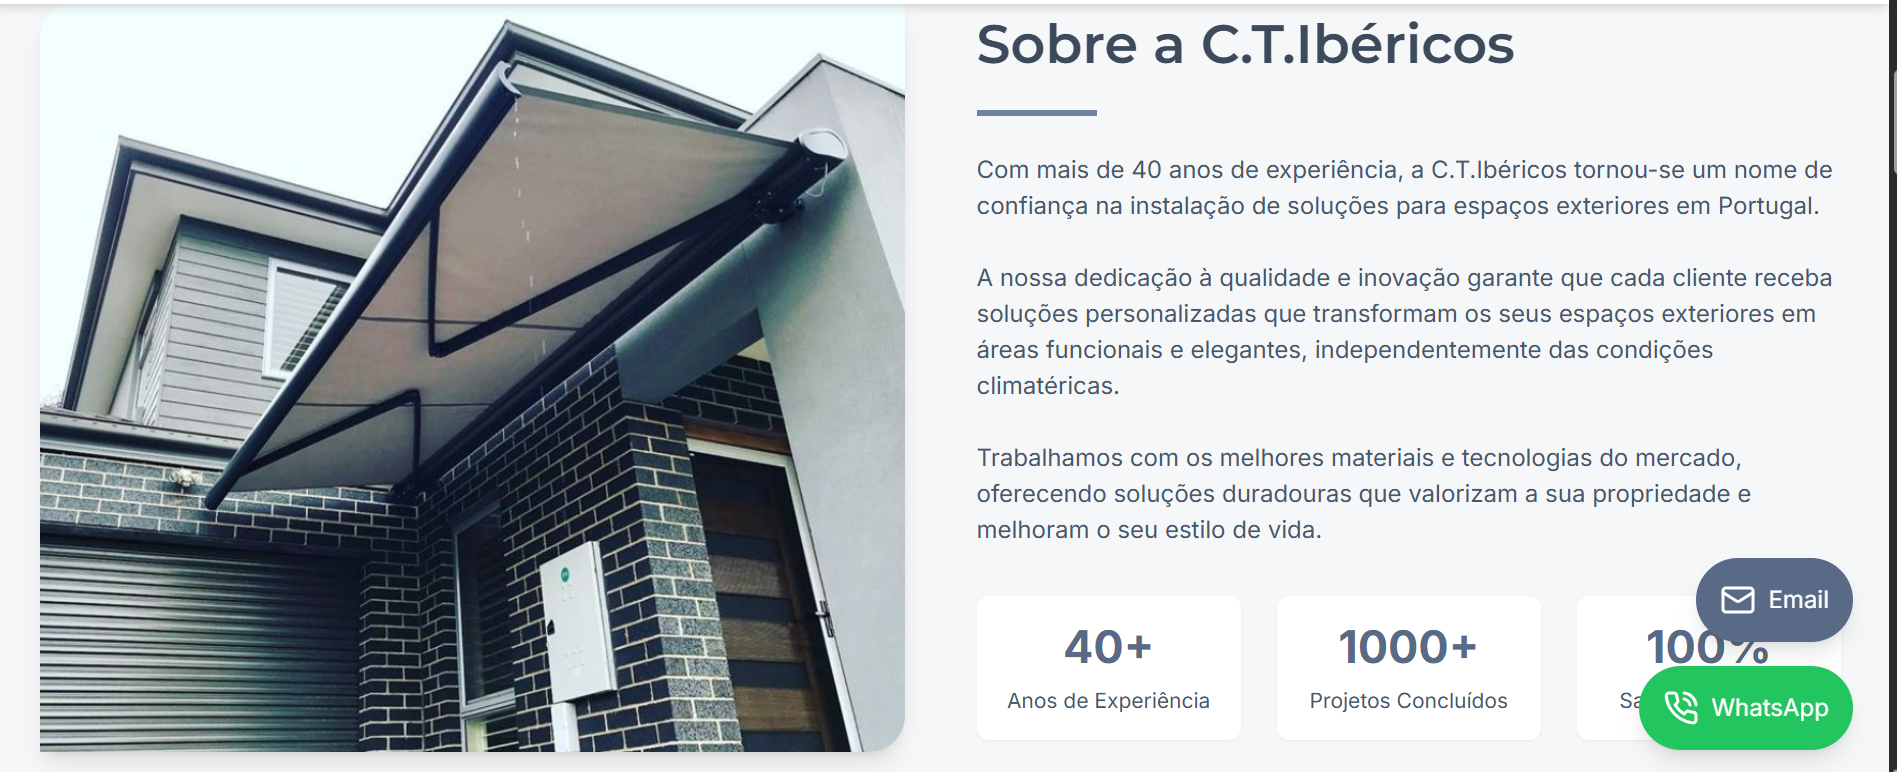 Sobre a C.T.Ibéricos
Com mais de 40 anos de experiência, a C.T.Ibéricos tornou-se um nome de
confiança na instalação de soluções para espaços exteriores em Portugal.
A nossa dedicação à qualidade e inovação garante que cada cliente receba
soluções personalizadas que transformam os seus espaços exteriores em
áreas funcionais e elegantes, independentemente das condições
climatéricas.
Trabalhamos com os melhores materiais e tecnologias do mercado,
oferecendo soluções duradouras que valorizam a sua propriedade e
melhoram o seu estilo de vida.
40+
Anos de Experiência
1000+
Projetos Concluídos
100%
Email
WhatsApp